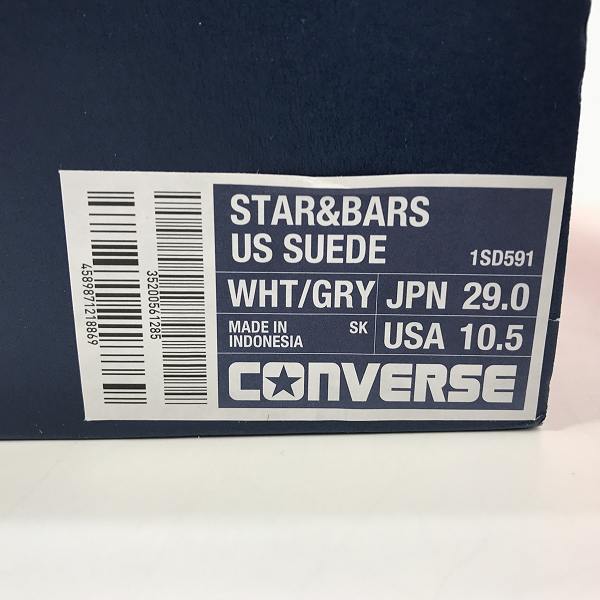 4589871218869
35200561285
STAR&BARS
US SUEDE 1SD591
WHT/GRY JPN 29.0
MADE IN INDONESIA SK USA 10.5
CONVERSE